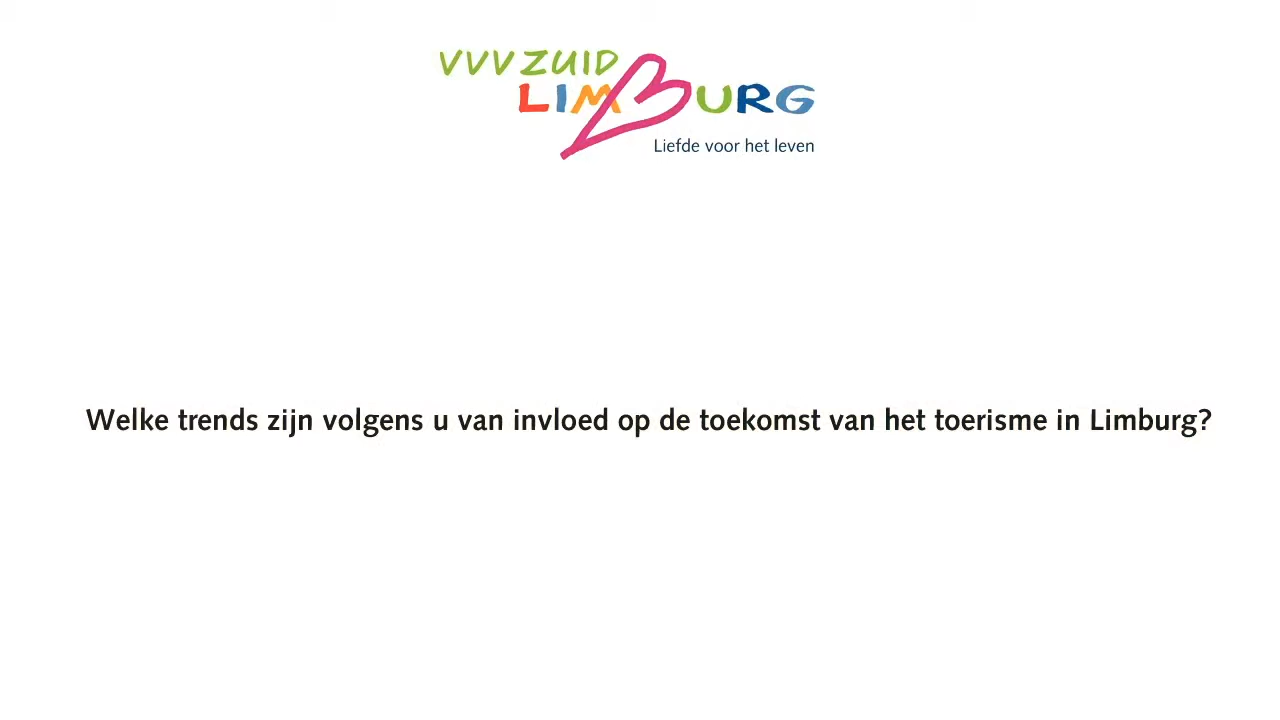 VVV ZUID
LIMBURG
Liefde voor het leven
Welke trends zijn volgens u van invloed op de toekomst van het toerisme in Limburg?